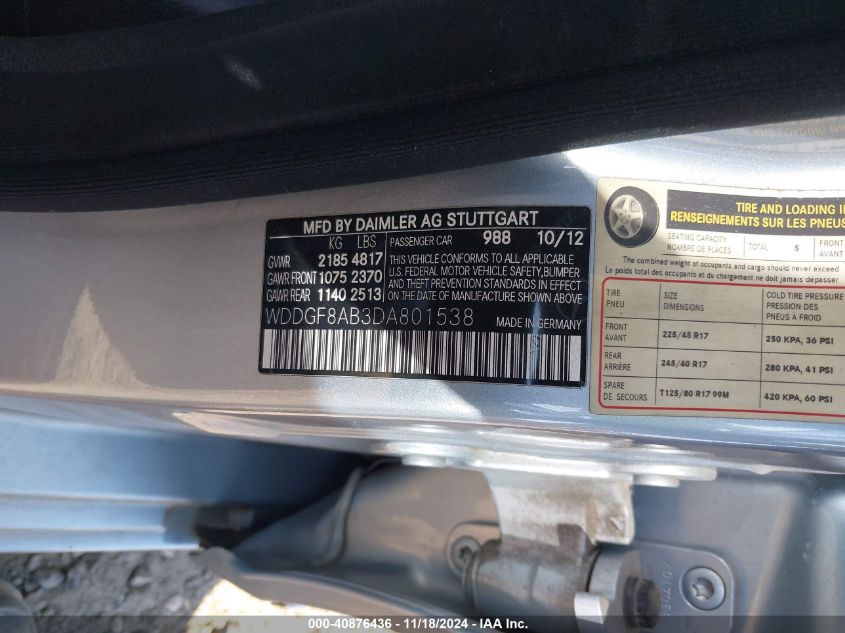 MFD BY DAIMLER AG STUTTGART
KG LBS PASSENGER CAR 988 10/12
GVWR 2185 4817
GAWR FRONT 1075 2370
GAWR REAR 1140 2513
THIS VEHICLE CONFORMS TO ALL APPLICABLE
U.S. FEDERAL MOTOR VEHICLE SAFETY,BUMPER
AND THEFT PREVENTION STANDARDS IN EFFECT
ON THE DATE OF MANUFACTURE SHOWN ABOVE.
WDDGF8AB3DA801538 MADE IN GERMANY
TIRE AND LOADING
RENSEIGNEMENTS SUR LES PNEUS
SEATING CAPACITY
NOMBRE DE PLACES
TOTAL 5
FRONT
AVANT
The combined weight of occupants and cargo should never exceed
Le poids total des occupants et du chargement ne doit jamais dépasser
TIRE
PNEU
SIZE
DIMENSIONS
COLD TIRE PRESSURE
PRESSION DES
PNEUS À FROID
FRONT
AVANT
225/45 R17
250 KPA, 36 PSI
REAR
ARRIÈRE
245/40 R17
280 KPA, 41 PSI
SPARE
DE SECOURS
T125/80 R17 99M
420 KPA, 60 PSI
000-40876436 - 11/18/2024 - IAA, Inc.